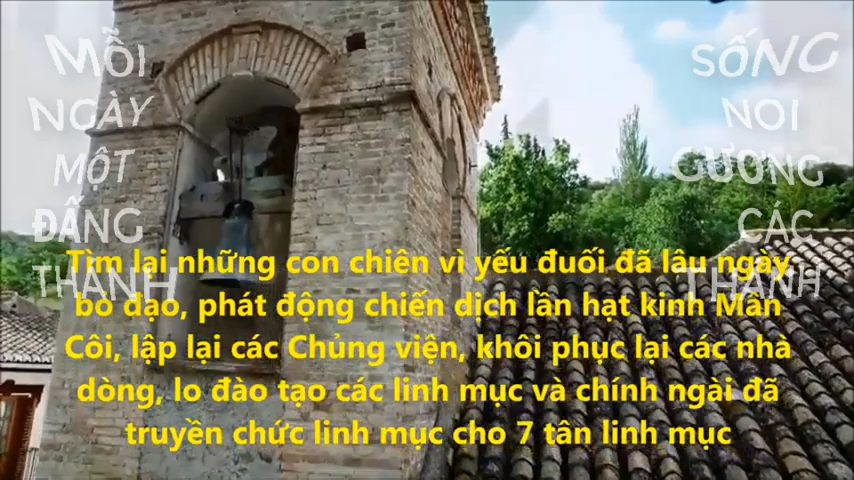 MỖI
NGÀY
MỘT
ĐẤNG
THÁNH
SỐNG
NOI
GƯƠNG
CÁC
THÁNH
Tìm lại những con chiên vì yếu đuối đã lâu ngày
bỏ đạo, phát động chiến dịch lần hạt kinh Mân
Côi, lập lại các Chủng viện, khôi phục lại các nhà
dòng, lo đào tạo các linh mục và chính ngài đã
truyền chức linh mục cho 7 tân linh mục